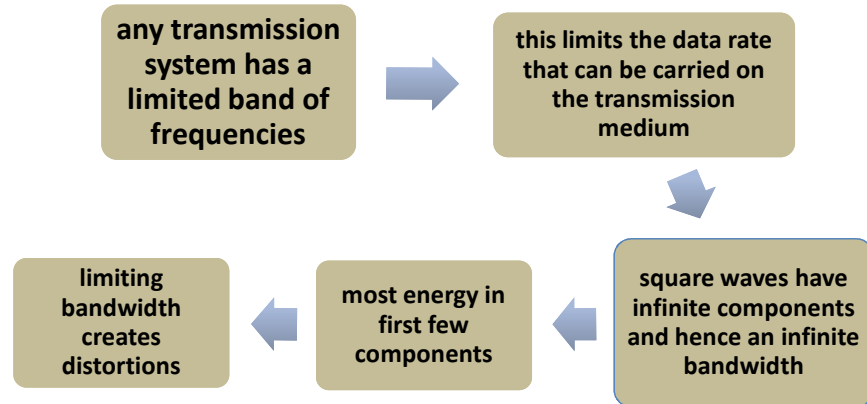 any transmission
system has a
limited band of
frequencies
this limits the data rate
that can be carried on
the transmission
medium
square waves have
infinite components
and hence an infinite
bandwidth
most energy in
first few
components
limiting
bandwidth
creates
distortions